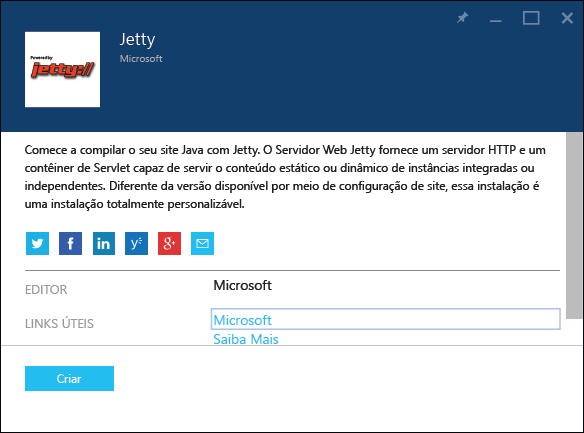 Jetty
Microsoft
Powered by
jetty://
Comece a compilar o seu site Java com Jetty. O Servidor Web Jetty fornece um servidor HTTP e um
contêiner de Servlet capaz de servir o conteúdo estático ou dinâmico de instâncias integradas ou
independentes. Diferente da versão disponível por meio de configuração de site, essa instalação é
uma instalação totalmente personalizável.
EDITOR
Microsoft
LINKS ÚTEIS
Microsoft
Saiba Mais
Criar